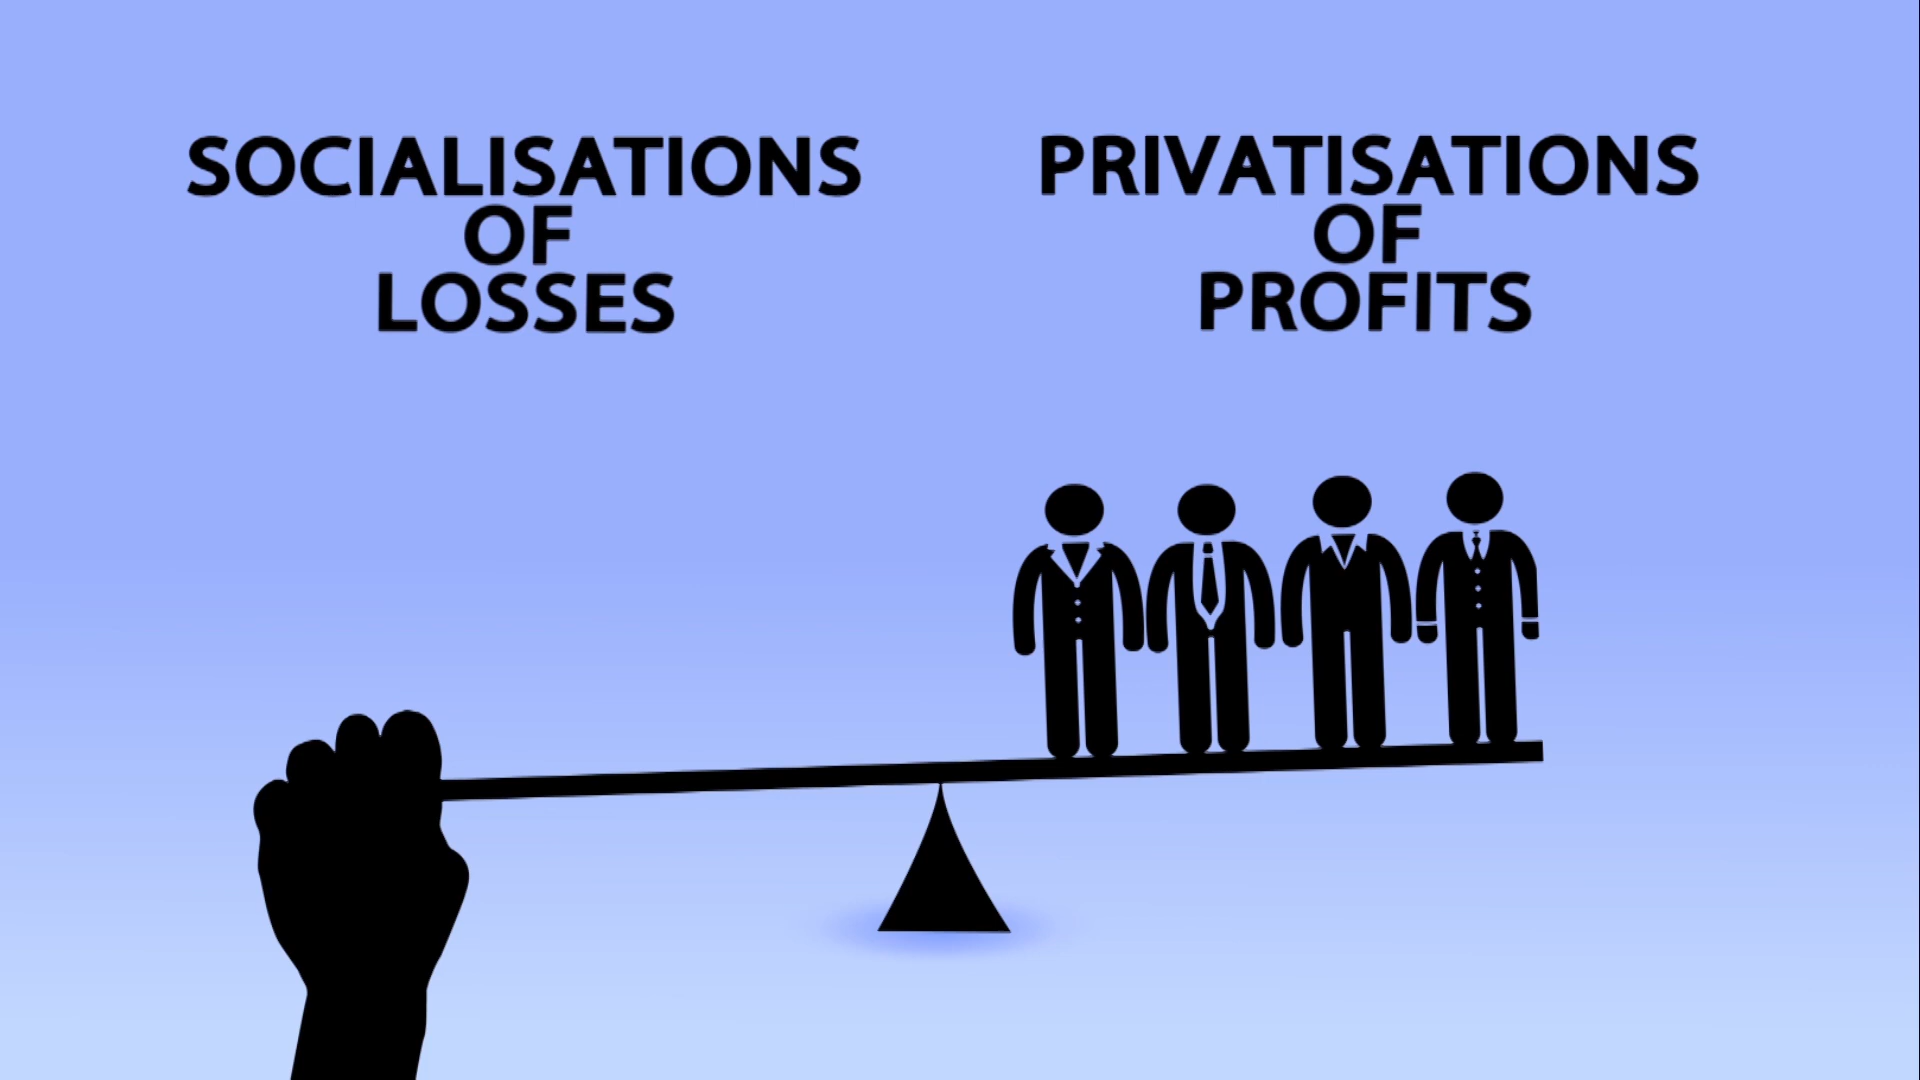 SOCIALISATIONS
OF
LOSSES
PRIVATISATIONS
OF
PROFITS